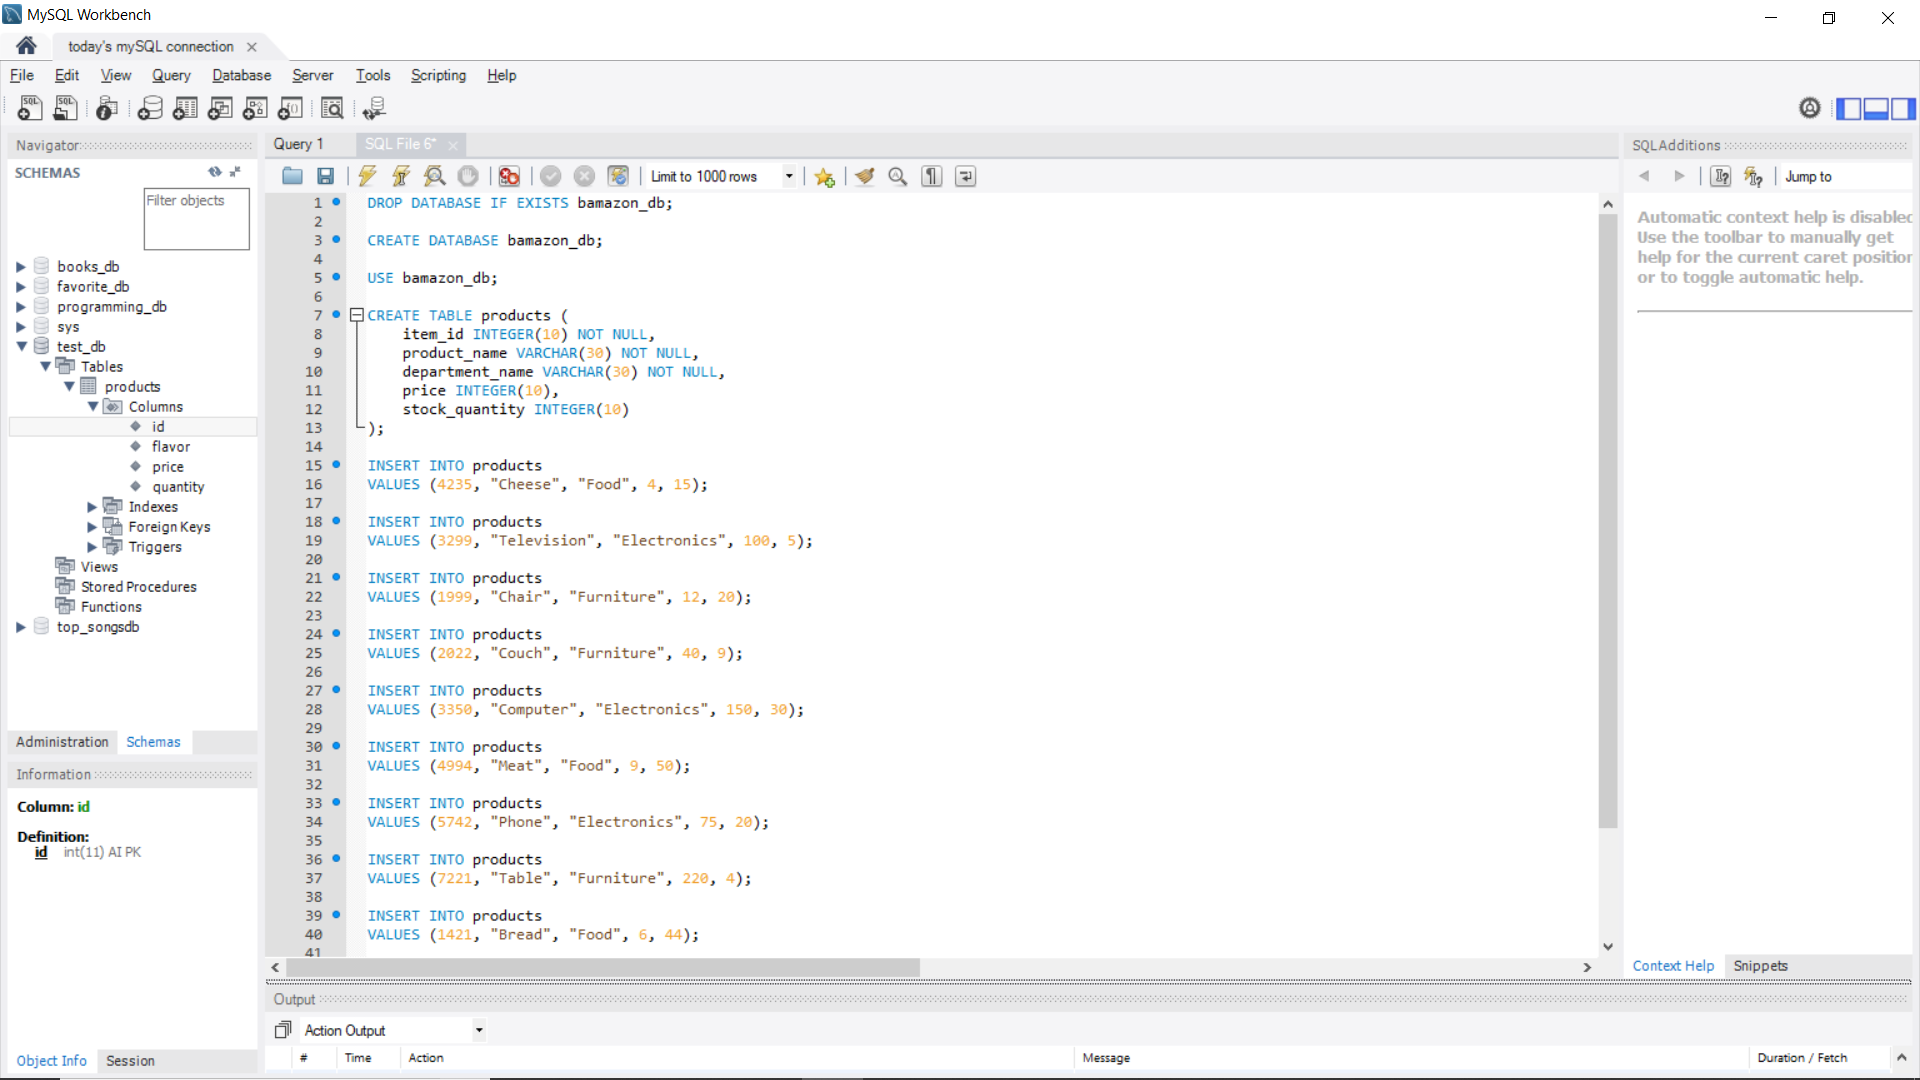 MySQL Workbench
today's mySQL connection
File Edit View Query Database Server Tools Scripting Help
Navigator
SCHEMAS
Filter objects
books_db
favorite_db
programming_db
sys
test_db
Tables
products
Columns
id
flavor
price
quantity
Indexes
Foreign Keys
Triggers
Views
Stored Procedures
Functions
top_songsdb
Administration Schemas
Information
Column: id
Definition:
id int(11) AI PK
Object Info Session
Query 1 SQL File 6*
Limit to 1000 rows
1 DROP DATABASE IF EXISTS bamazon_db;
2
3 CREATE DATABASE bamazon_db;
4
5 USE bamazon_db;
6
7 CREATE TABLE products (
8 item_id INTEGER(10) NOT NULL,
9 product_name VARCHAR(30) NOT NULL,
10 department_name VARCHAR(30) NOT NULL,
11 price INTEGER(10),
12 stock_quantity INTEGER(10)
13 );
14
15 INSERT INTO products
16 VALUES (4235, "Cheese", "Food", 4, 15);
17
18 INSERT INTO products
19 VALUES (3299, "Television", "Electronics", 100, 5);
20
21 INSERT INTO products
22 VALUES (1999, "Chair", "Furniture", 12, 20);
23
24 INSERT INTO products
25 VALUES (2022, "Couch", "Furniture", 40, 9);
26
27 INSERT INTO products
28 VALUES (3350, "Computer", "Electronics", 150, 30);
29
30 INSERT INTO products
31 VALUES (4994, "Meat", "Food", 9, 50);
32
33 INSERT INTO products
34 VALUES (5742, "Phone", "Electronics", 75, 20);
35
36 INSERT INTO products
37 VALUES (7221, "Table", "Furniture", 220, 4);
38
39 INSERT INTO products
40 VALUES (1421, "Bread", "Food", 6, 44);
41
Output
Action Output
# Time Action Message Duration / Fetch
SQLAdditions
Jump to
Automatic context help is disabled
Use the toolbar to manually get
help for the current caret position
or to toggle automatic help.
Context Help Snippets